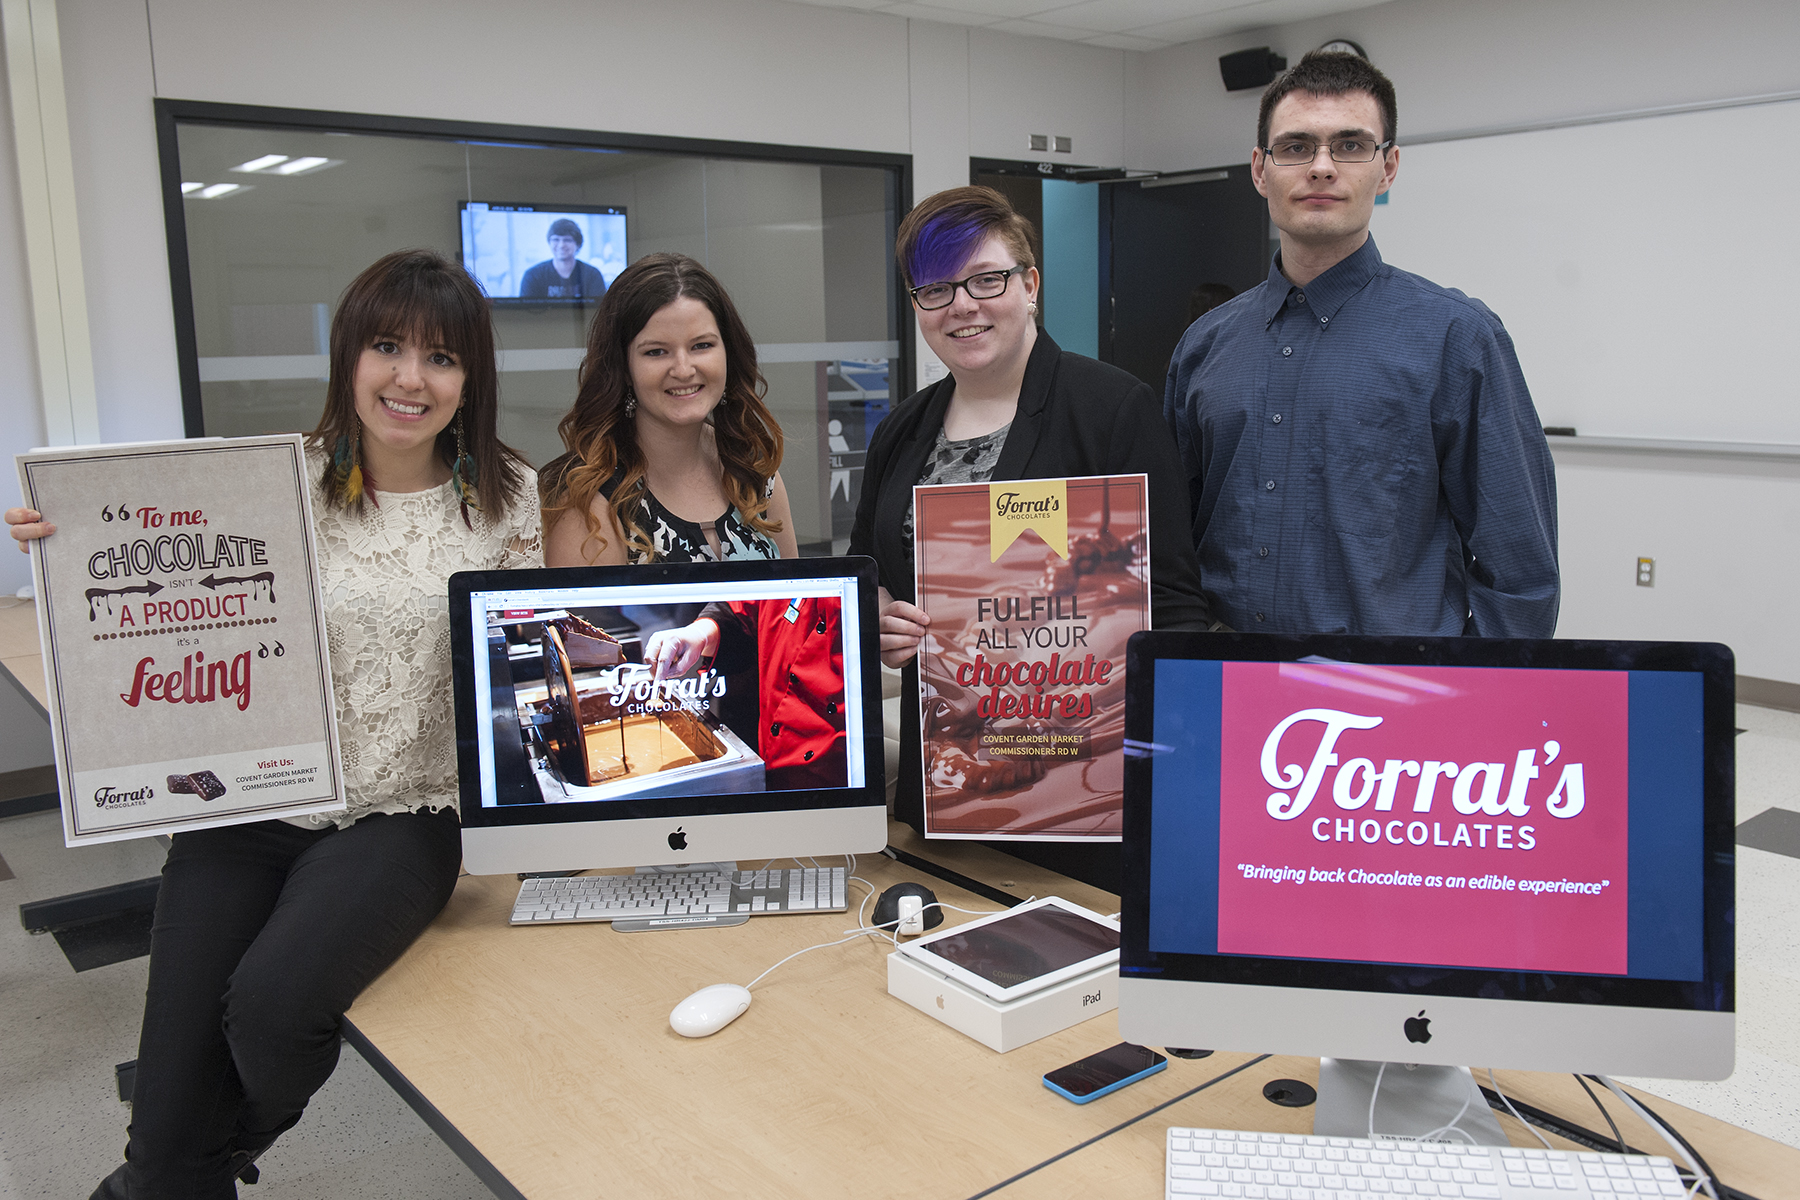 422
“To me,
CHOCOLATE
ISN'T
A PRODUCT
it's a
feeling”
Forrat's
CHOCOLATES
Visit Us:
COVENT GARDEN MARKET
COMMISSIONERS RD W
Forrat's
CHOCOLATES
Forrat's
CHOCOLATES
FULFILL
ALL YOUR
chocolate
desires
COVENT GARDEN MARKET
COMMISSIONERS RD W
Forrat's
CHOCOLATES
“Bringing back Chocolate as an edible experience”
iPad